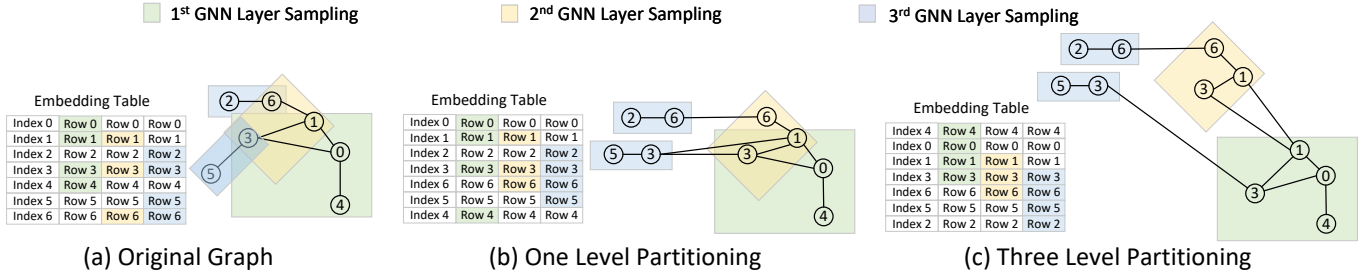 1st GNN Layer Sampling
2nd GNN Layer Sampling
3rd GNN Layer Sampling
Embedding Table
Index 0 Row 0 Row 0 Row 0
Index 1 Row 1 Row 1 Row 1
Index 2 Row 2 Row 2 Row 2
Index 3 Row 3 Row 3 Row 3
Index 4 Row 4 Row 4 Row 4
Index 5 Row 5 Row 5 Row 5
Index 6 Row 6 Row 6 Row 6
2 6
1
3
0
5
4
(a) Original Graph
Embedding Table
Index 0 Row 0 Row 0 Row 0
Index 1 Row 1 Row 1 Row 1
Index 2 Row 2 Row 2 Row 2
Index 3 Row 3 Row 3 Row 3
Index 6 Row 6 Row 6 Row 6
Index 5 Row 5 Row 5 Row 5
Index 4 Row 4 Row 4 Row 4
2 6 6
1
5 3 3
0
4
(b) One Level Partitioning
Embedding Table
Index 4 Row 4 Row 4 Row 4
Index 0 Row 0 Row 0 Row 0
Index 1 Row 1 Row 1 Row 1
Index 3 Row 3 Row 3 Row 3
Index 6 Row 6 Row 6 Row 6
Index 5 Row 5 Row 5 Row 5
Index 2 Row 2 Row 2 Row 2
2 6 6
1
5 3 3
1
0
3
4
(c) Three Level Partitioning